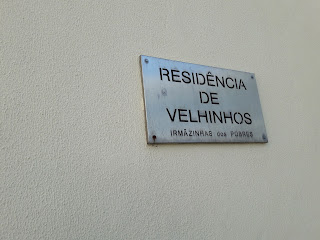 RESIDÊNCIA
DE
VELHINHOS
IRMÃZINHAS DOS POBRES